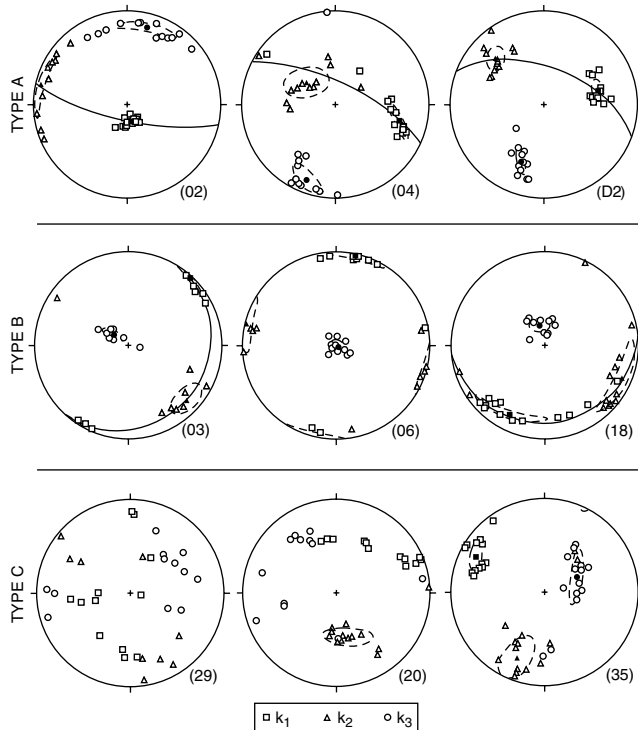 TYPE A
(02) (04) (D2)
TYPE B
(03) (06) (18)
TYPE C
(29) (20) (35)
k1 k2 k3